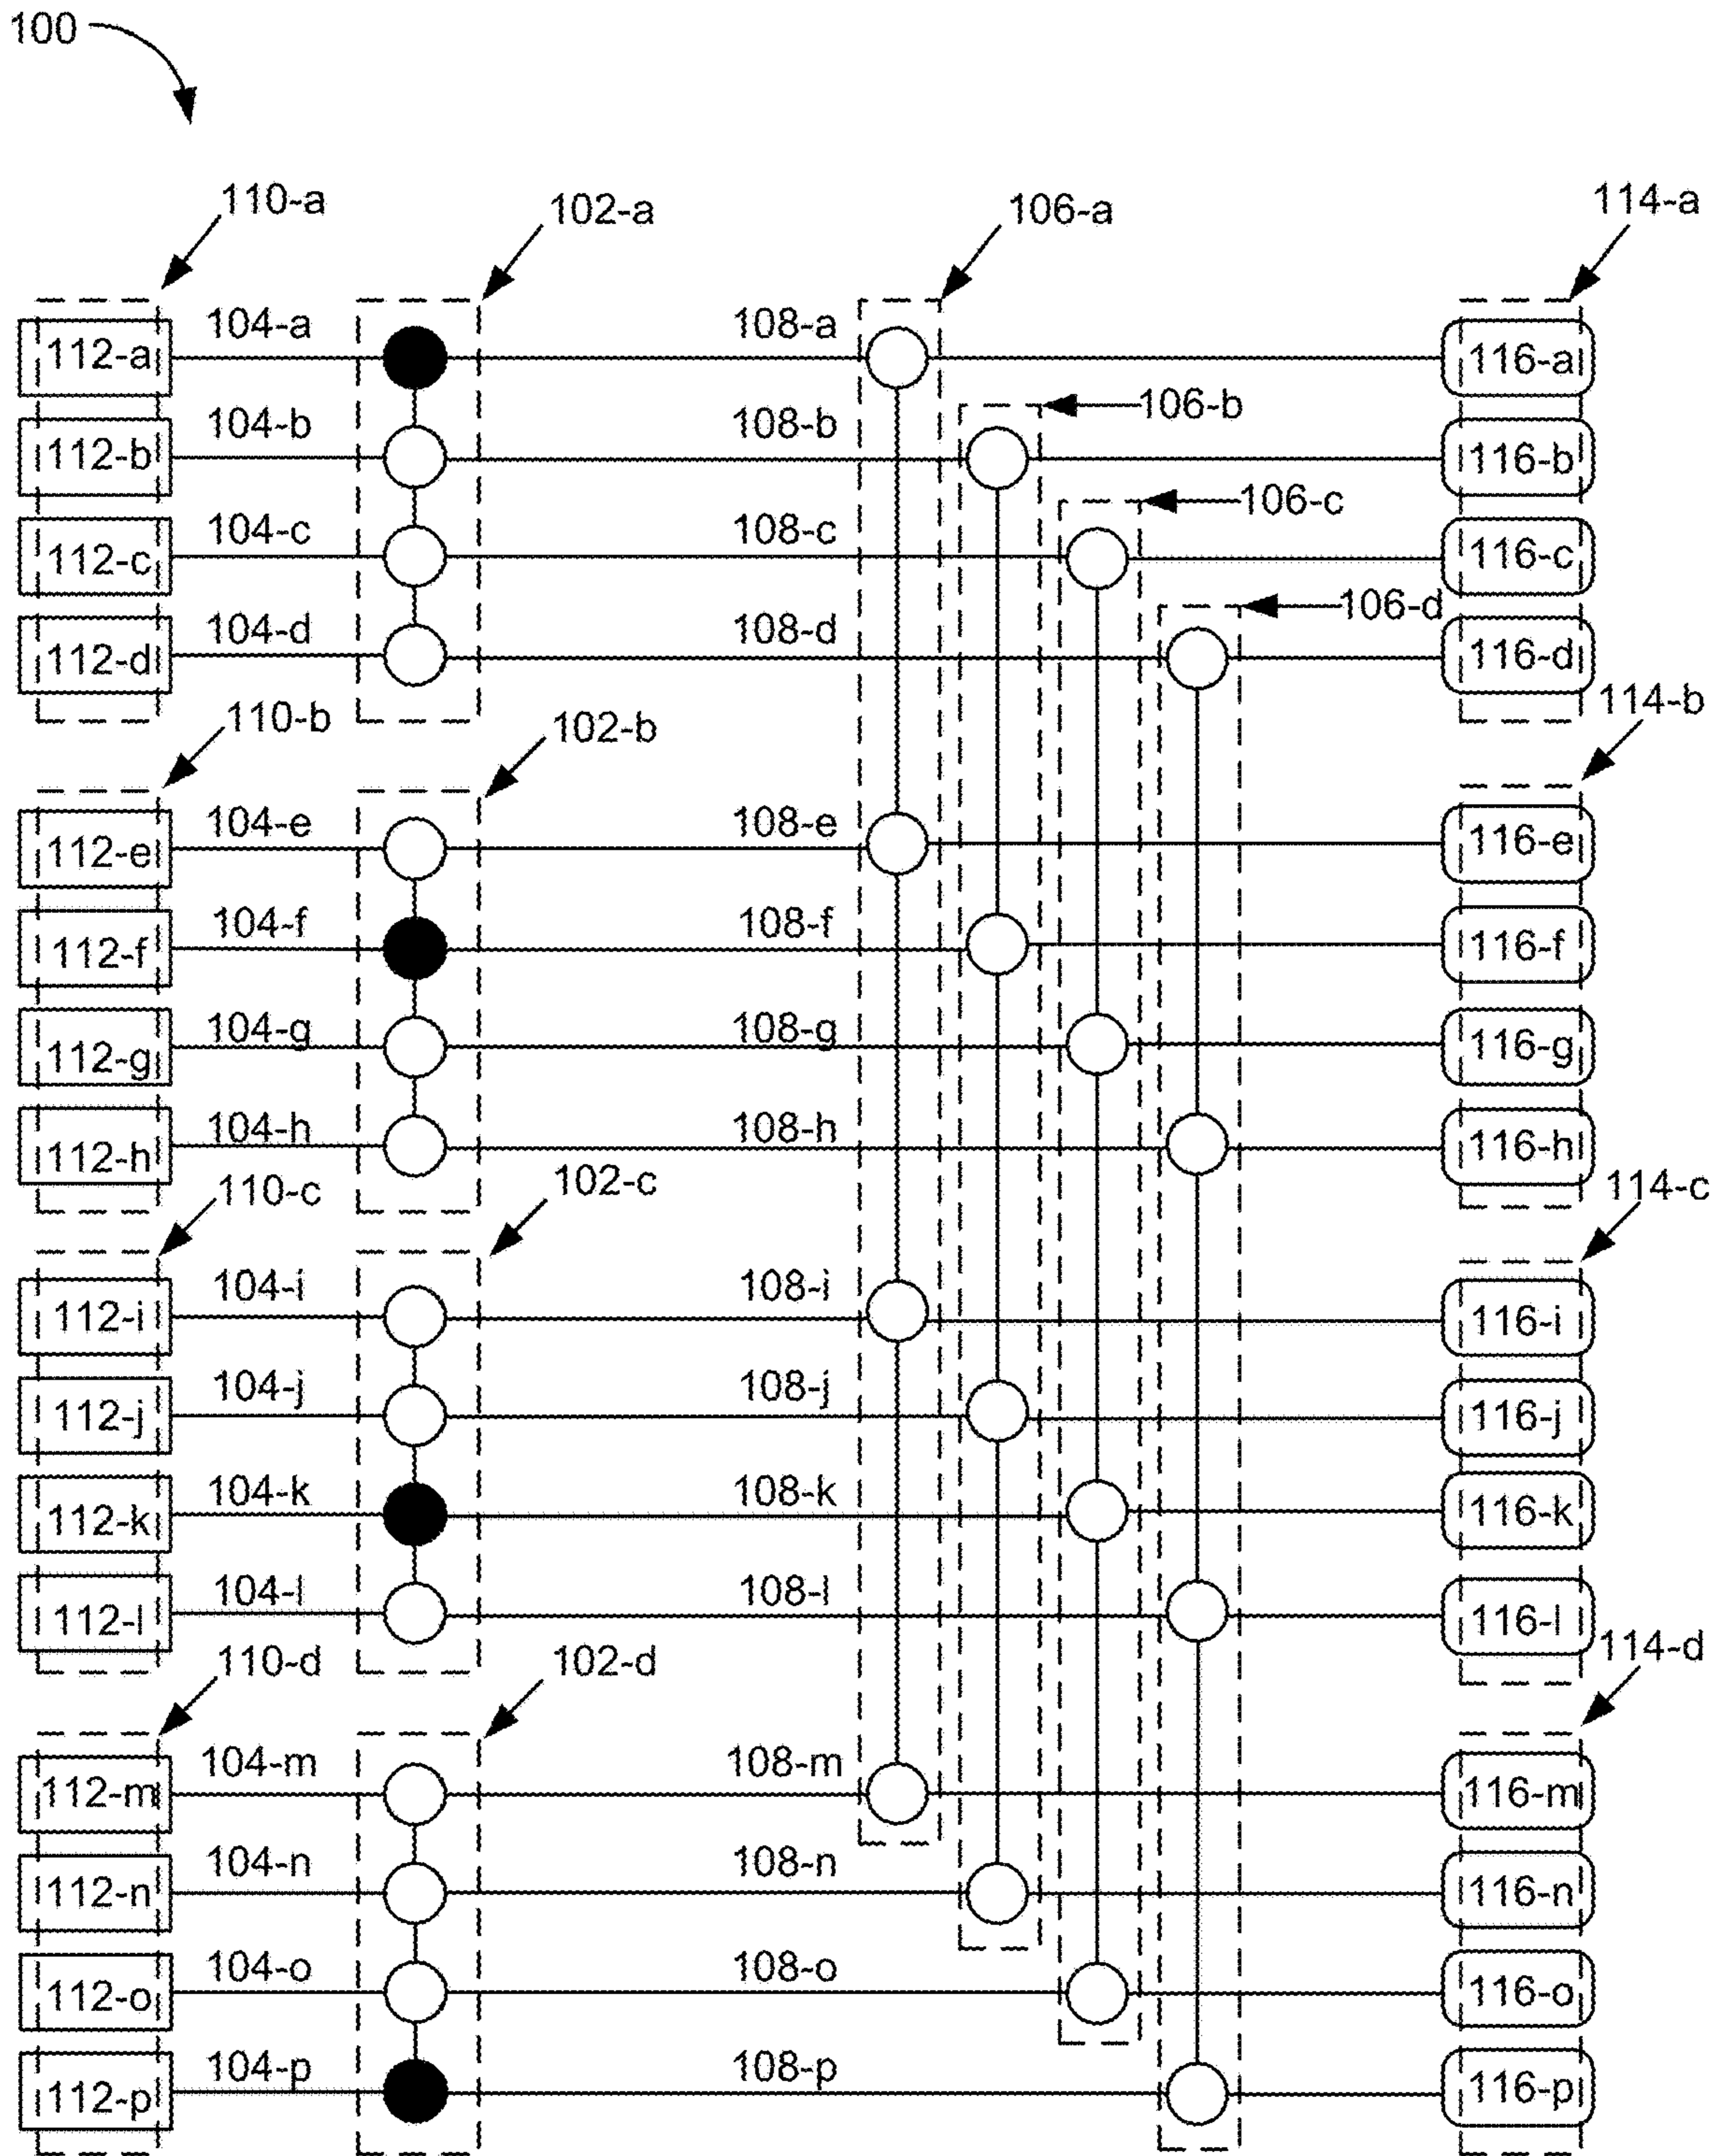 100
110-a 102-a 106-a 114-a
112-a 104-a 108-a 116-a
106-b
112-b 104-b 108-b 116-b
106-c
112-c 104-c 108-c 116-c
106-d
112-d 104-d 108-d 116-d
110-b 102-b 114-b
112-e 104-e 108-e 116-e
112-f 104-f 108-f 116-f
112-g 104-g 108-g 116-g
112-h 104-h 108-h 116-h
110-c 102-c 114-c
112-i 104-i 108-i 116-i
112-j 104-j 108-j 116-j
112-k 104-k 108-k 116-k
112-l 104-l 108-l 116-l
110-d 102-d 114-d
112-m 104-m 108-m 116-m
112-n 104-n 108-n 116-n
112-o 104-o 108-o 116-o
112-p 104-p 108-p 116-p